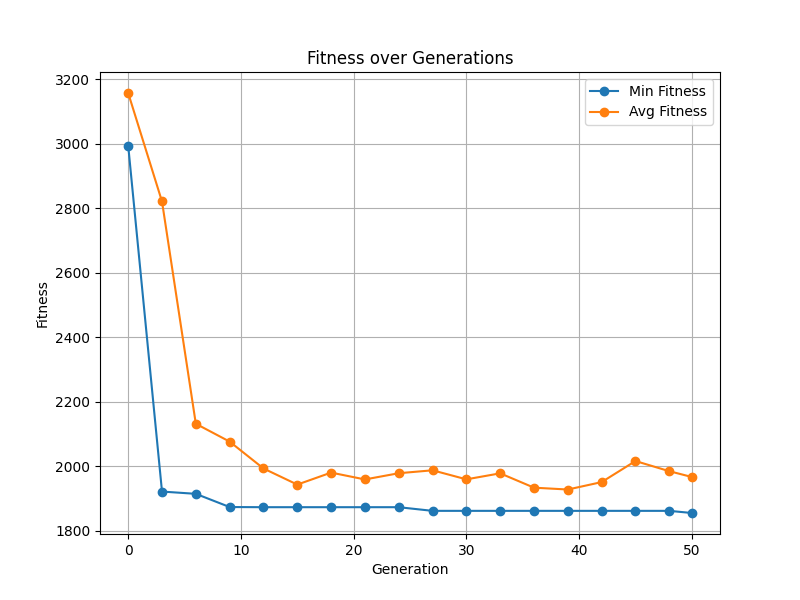 Fitness over Generations
Min Fitness
Avg Fitness
3200
3000
2800
2600
2400
2200
2000
1800
Fitness
0 10 20 30 40 50
Generation